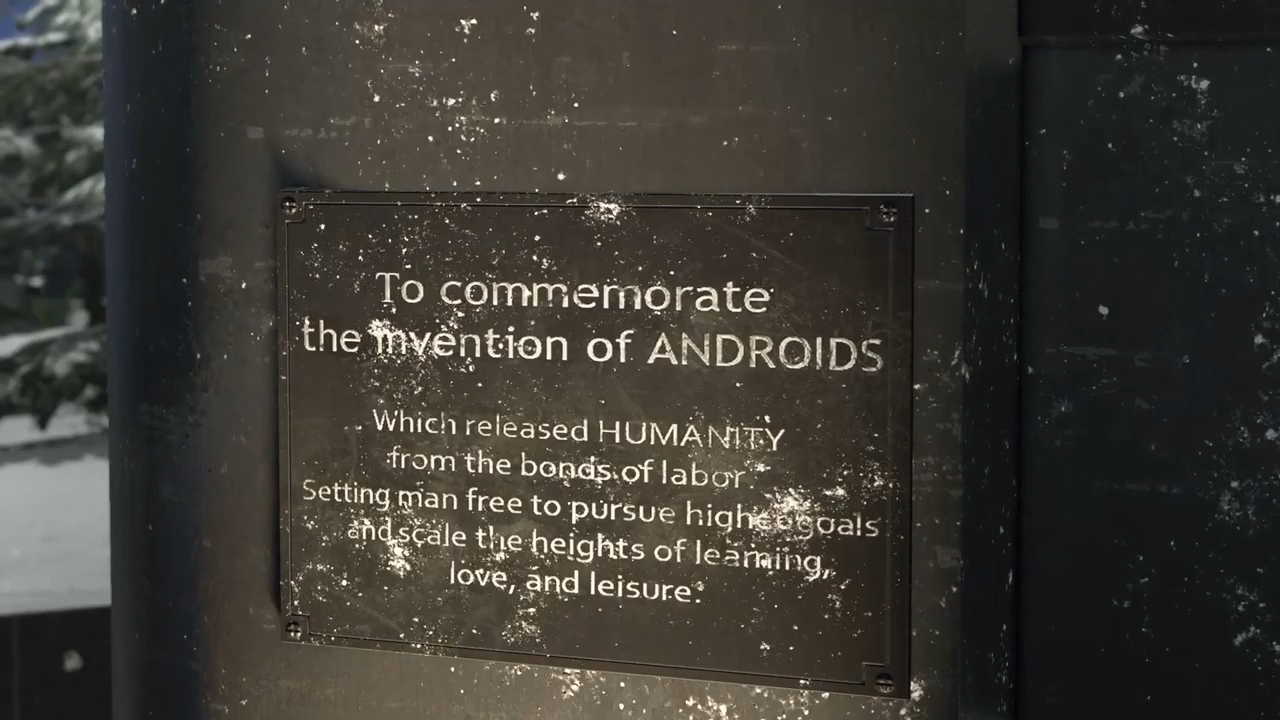 To commemorate
the invention of ANDROIDS
Which released HUMANITY
from the bonds of labor.
Setting man free to pursue higher goals
and scale the heights of learning,
love, and leisure.